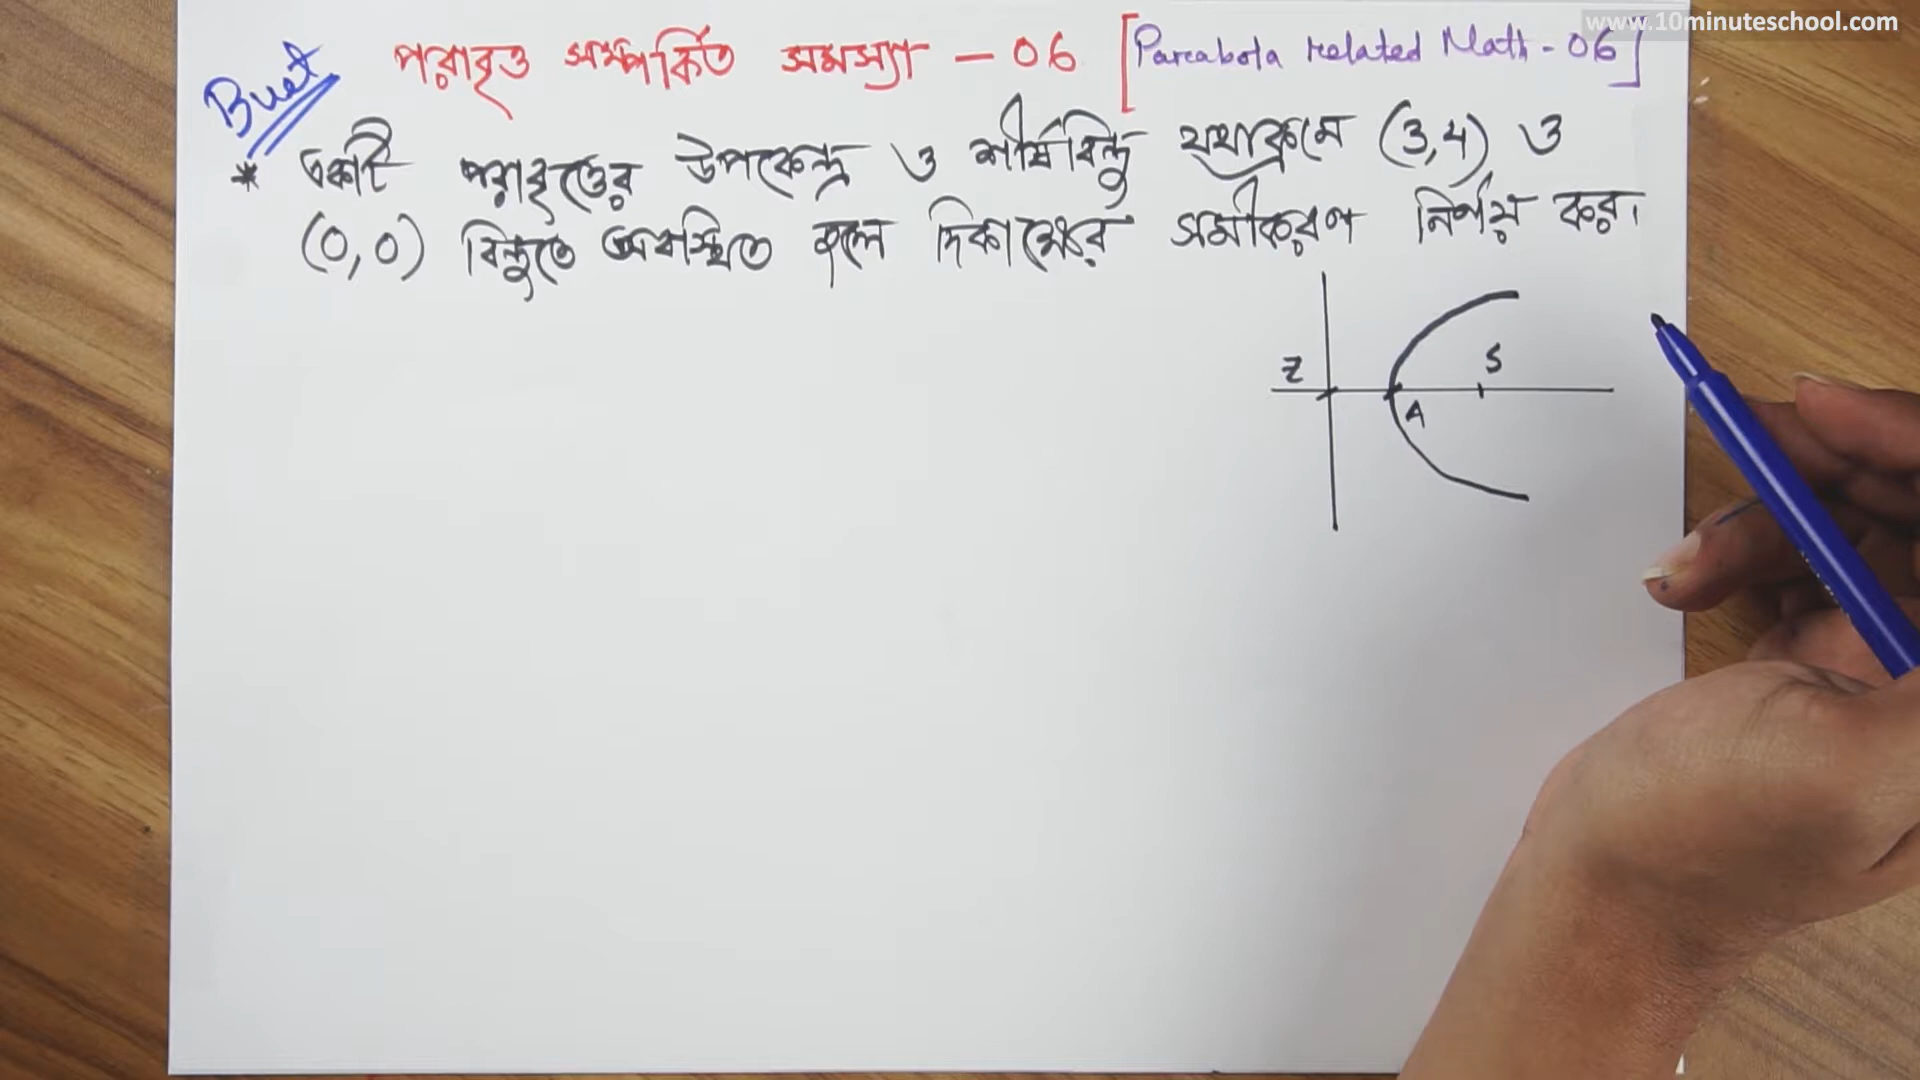 www.10minuteschool.com
Buet পরাবৃত্ত সম্পর্কিত সমস্যা - 06 [Parabola related Math - 06]
* একটি পরাবৃত্তের উপকেন্দ্র ও শীর্ষবিন্দু যথাক্রমে (3,4) ও
(0,0) বিন্দুতে অবস্থিত হলে দিকাক্ষের সমীকরণ নির্ণয় কর।
Z S
A